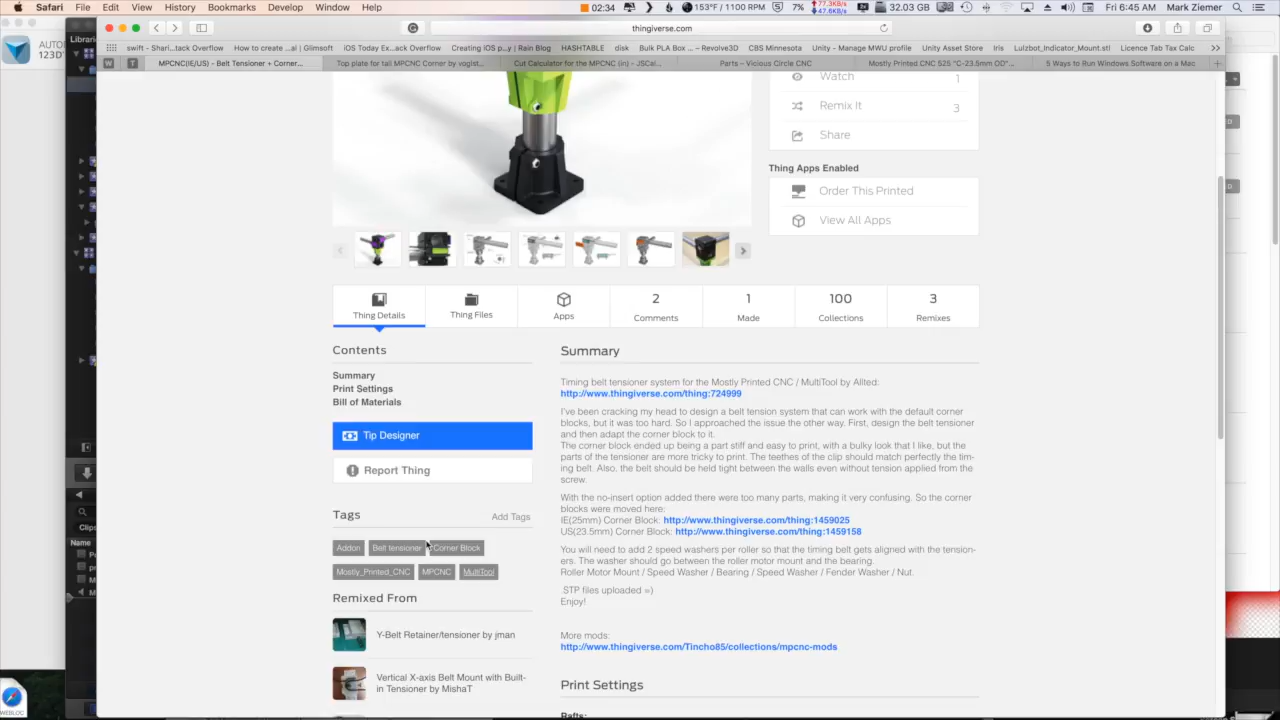 Safari File Edit View History Bookmarks Develop Window Help
02:34 153°F / 1100 RPM 7% 77.3KB/s 47.6KB/s 32.03 GB Fri 6:45 AM Mark Ziemer
thingiverse.com
swift - Shari...tack Overflow How to create ...al | Glimsoft iOS Today Ex...ack Overflow Creating iOS p...y | Rain Blog HASHTABLE disk Bulk PLA Box ... – Revolve3D CBS Minnesota Unity - Manage MWU profile Unity Asset Store Iris Lulzbot_Indicator_Mount.stl Licence Tab Tax Calc
W T MPCNC(IE/US) - Belt Tensioner + Corner... Top plate for tall MPCNC Corner by vogist... Cut Calculator for the MPCNC (in) - JSCal... Parts – Vicious Circle CNC Mostly Printed CNC 525 "C-23.5mm OD"... 5 Ways to Run Windows Software on a Mac
AUTO
123D
Libraries
Watch 1
Remix It 3
Share
Thing Apps Enabled
Order This Printed
View All Apps
Thing Details
Thing Files
Apps
2
Comments
1
Made
100
Collections
3
Remixes
Contents
Summary
Print Settings
Bill of Materials
Tip Designer
Report Thing
Tags
Add Tags
Addon Belt tensioner Corner Block
Mostly_Printed_CNC MPCNC MultiTool
Remixed From
Y-Belt Retainer/tensioner by jman
Vertical X-axis Belt Mount with Built-
in Tensioner by MishaT
Summary
Timing belt tensioner system for the Mostly Printed CNC / MultiTool by Allted:
http://www.thingiverse.com/thing:724999
I've been cracking my head to design a belt tension system that can work with the default corner
blocks, but it was too hard. So I approached the issue the other way. First, design the belt tensioner
and then adapt the corner block to it.
The corner block ended up being a part stiff and easy to print, with a bulky look that I like, but the
parts of the tensioner are more tricky to print. The teethes of the clip should match perfectly the tim-
ing belt. Also, the belt should be held tight between the walls even without tension applied from the
screw.
With the no-insert option added there were too many parts, making it very confusing. So the corner
blocks were moved here:
IE(25mm) Corner Block: http://www.thingiverse.com/thing:1459025
US(23.5mm) Corner Block: http://www.thingiverse.com/thing:1459158
You will need to add 2 speed washers per roller so that the timing belt gets aligned with the tension-
ers. The washer should go between the roller motor mount and the bearing.
Roller Motor Mount / Speed Washer / Bearing / Speed Washer / Fender Washer / Nut.
.STP files uploaded =)
Enjoy!
More mods:
http://www.thingiverse.com/Tincho85/collections/mpcnc-mods
Print Settings
Rafts:
Clips
Name
WEBLOC